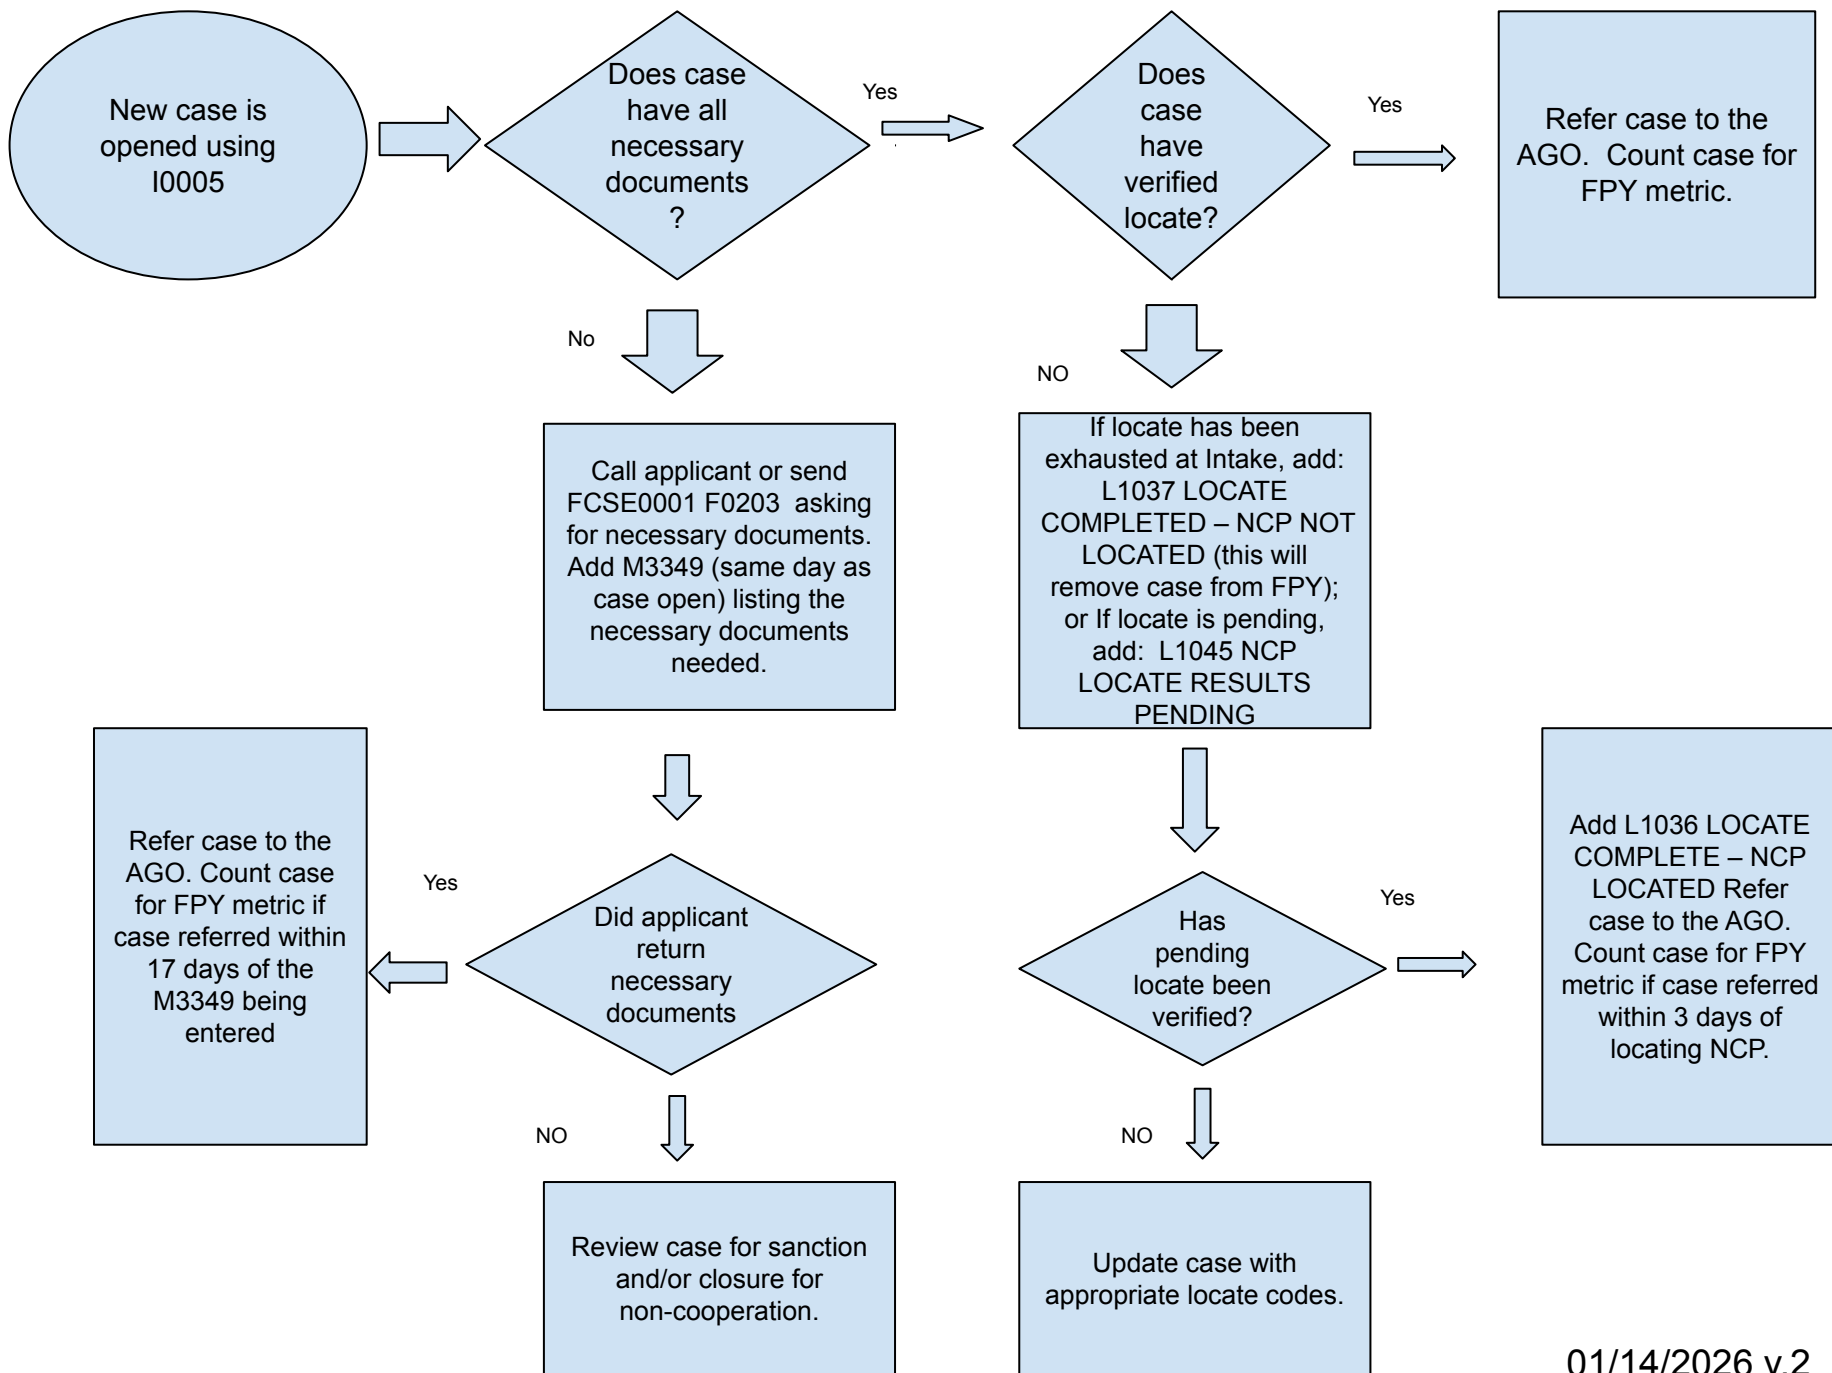 New case is
opened using
I0005
Does case
have all
necessary
documents
?
Yes
Does
case
have
verified
locate?
Yes
Refer case to the
AGO.  Count case for
FPY metric.
No
NO
Call applicant or send
FCSE0001 F0203  asking
for necessary documents.
Add M3349 (same day as
case open) listing the
necessary documents
needed.
If locate has been
exhausted at Intake, add:
L1037 LOCATE
COMPLETED – NCP NOT
LOCATED (this will
remove case from FPY);
or If locate is pending,
add:  L1045 NCP
LOCATE RESULTS
PENDING
Refer case to the
AGO. Count case
for FPY metric if
case referred within
17 days of the
M3349 being
entered
Yes
Did applicant
return
necessary
documents
Has
pending
locate been
verified?
Yes
Add L1036 LOCATE
COMPLETE – NCP
LOCATED Refer
case to the AGO.
Count case for FPY
metric if case referred
within 3 days of
locating NCP.
NO
NO
Review case for sanction
and/or closure for
non-cooperation.
Update case with
appropriate locate codes.
01/14/2026 v.2